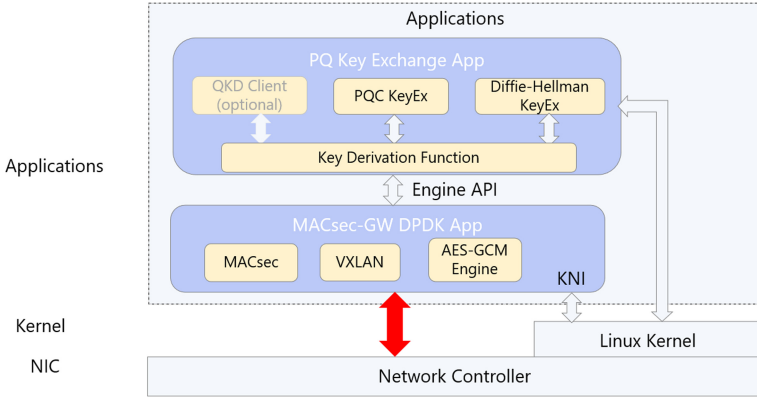 Applications
PQ Key Exchange App
QKD Client
(optional)
PQC KeyEx
Diffie-Hellman
KeyEx
Key Derivation Function
Applications
Engine API
MACsec-GW DPDK App
MACsec
VXLAN
AES-GCM
Engine
KNI
Kernel
Linux Kernel
NIC
Network Controller